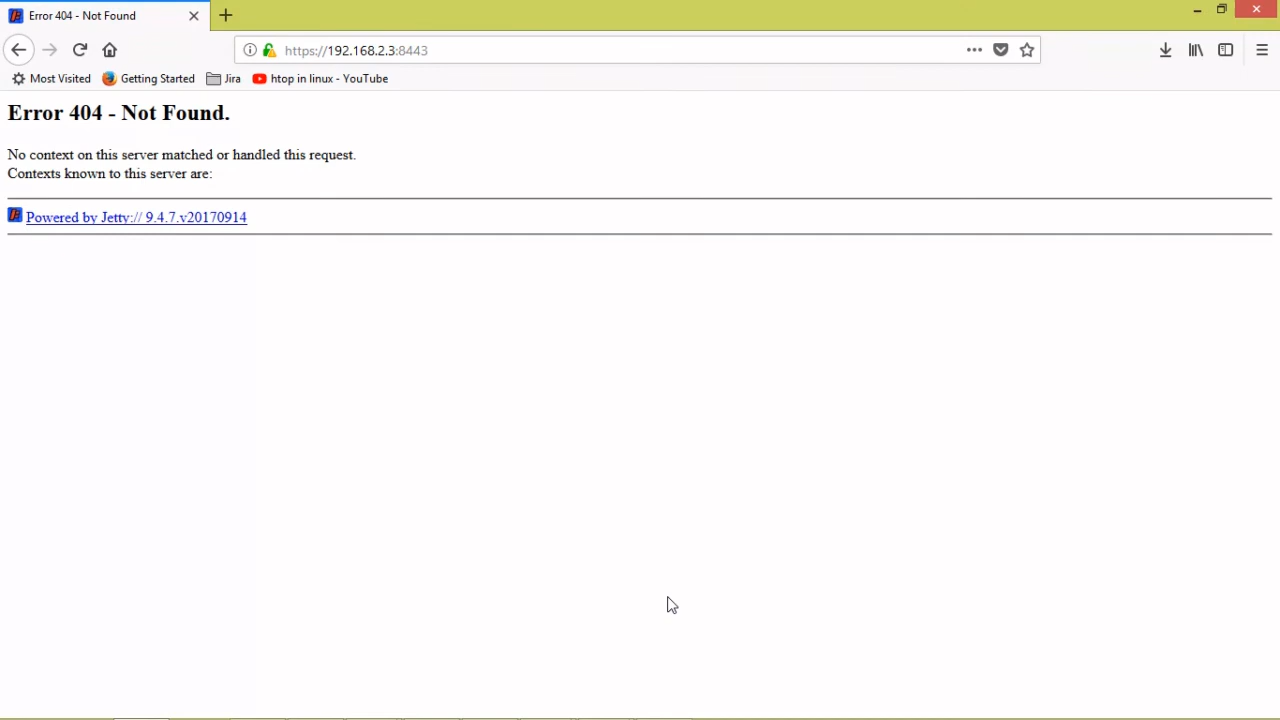 Error 404 - Not Found
https://192.168.2.3:8443
Most Visited Getting Started Jira htop in linux - YouTube
Error 404 - Not Found.
No context on this server matched or handled this request.
Contexts known to this server are:
Powered by Jetty:// 9.4.7.v20170914